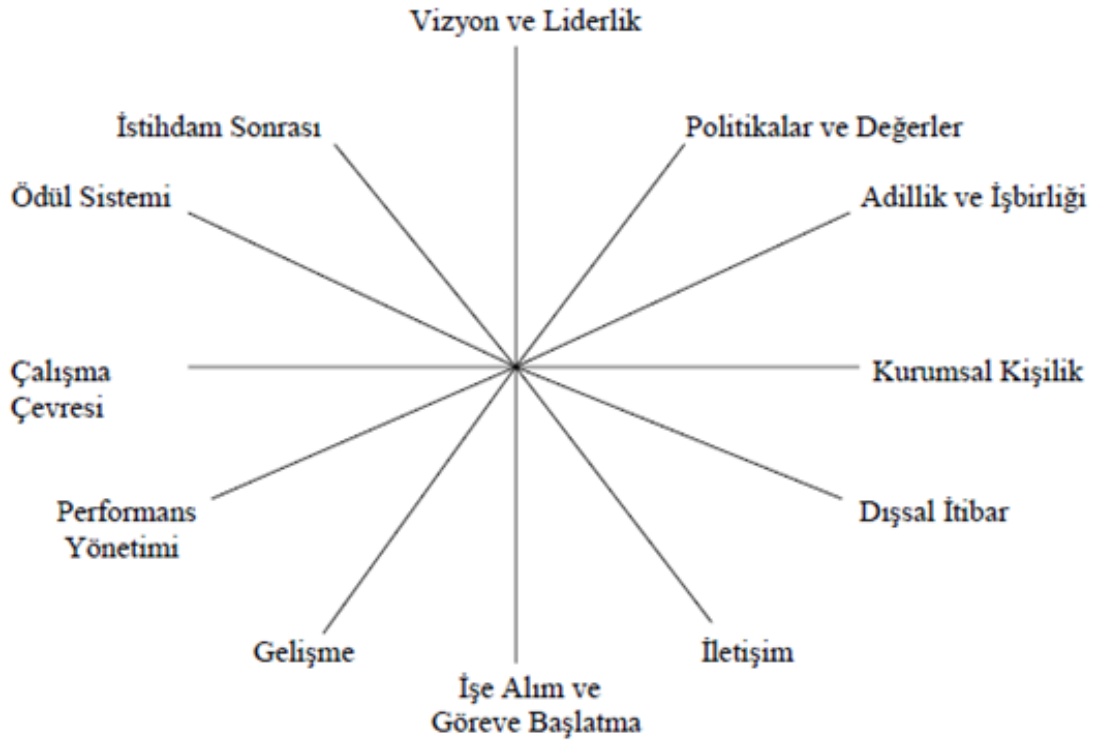 Vizyon ve Liderlik
İstihdam Sonrası
Politikalar ve Değerler
Ödül Sistemi
Adillik ve İşbirliği
Çalışma
Çevresi
Kurumsal Kişilik
Performans
Yönetimi
Dışsal İtibar
Gelişme
İletişim
İşe Alım ve
Göreve Başlatma